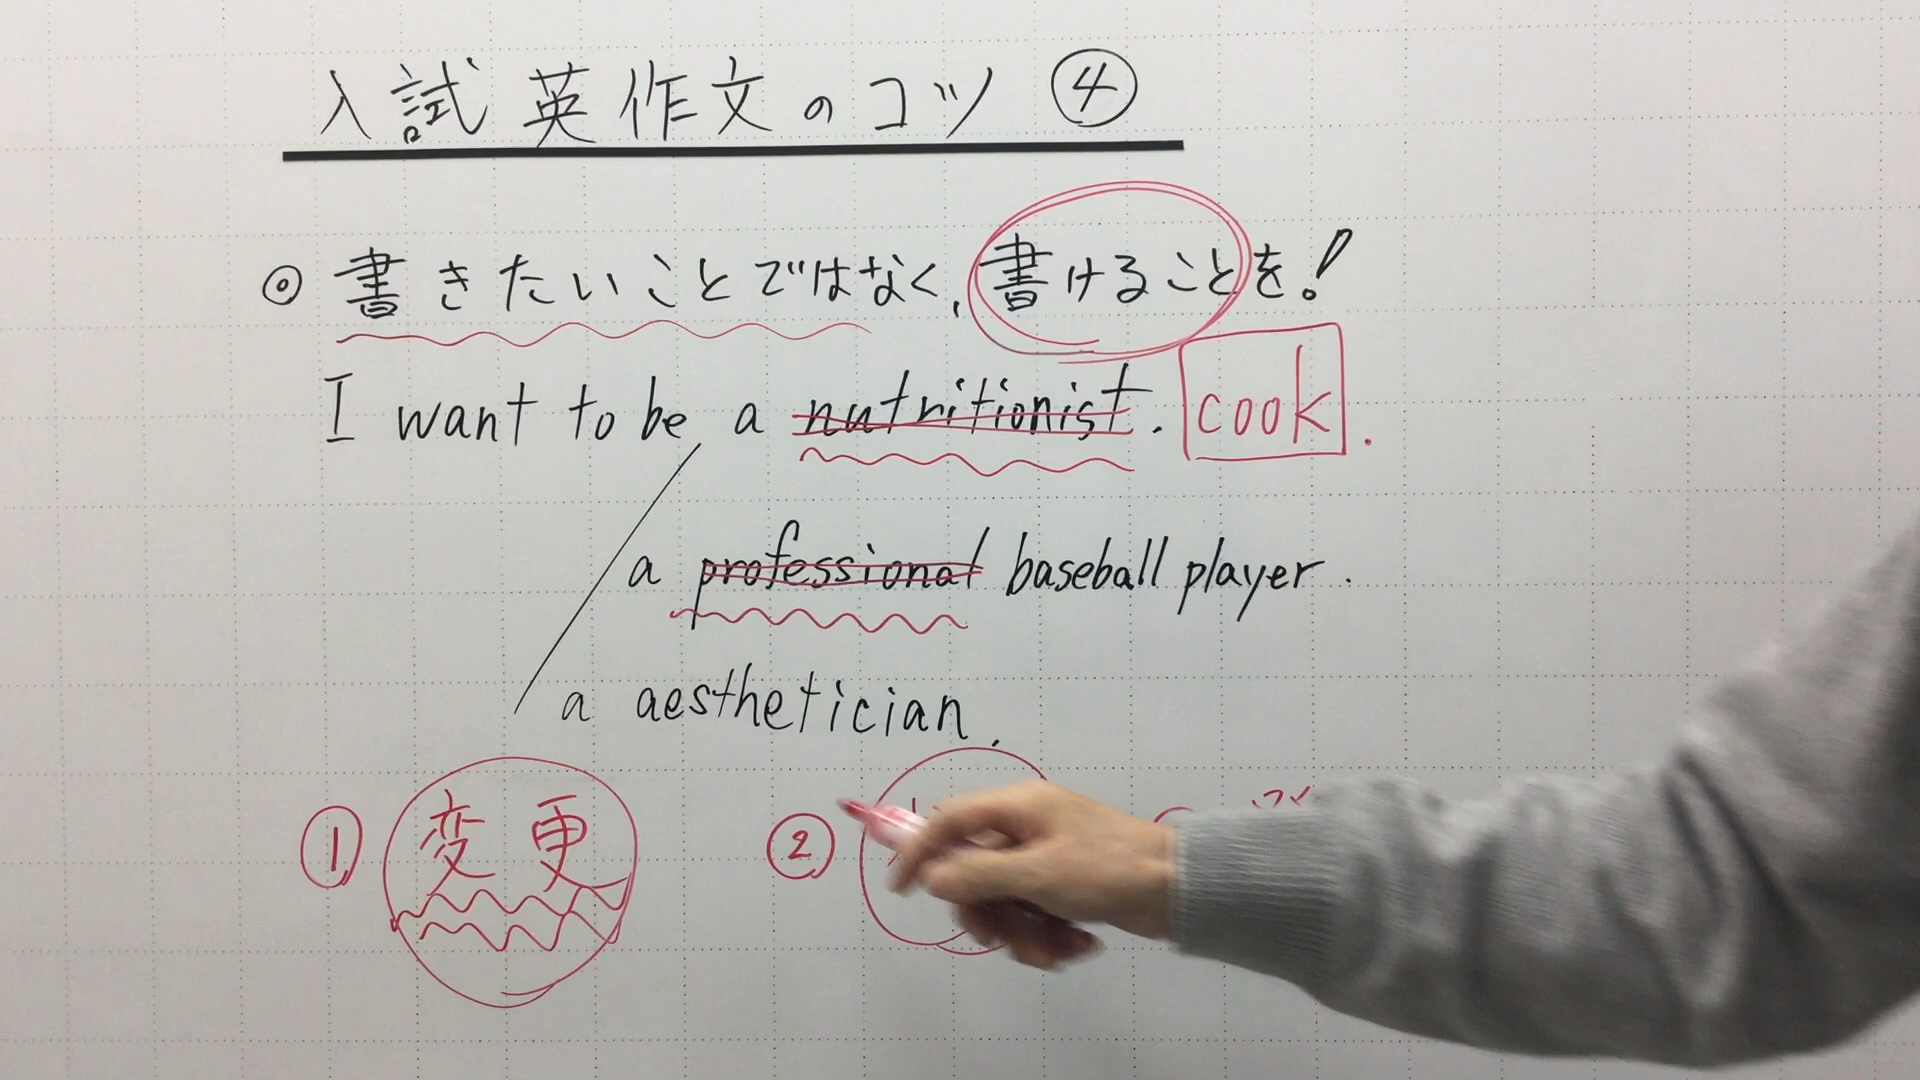 入試英作文のコツ ④
◎ 書きたいことではなく、書けることを!
I want to be a nutritionist. cook.
a professional baseball player.
a aesthetician.
① 変更 ②